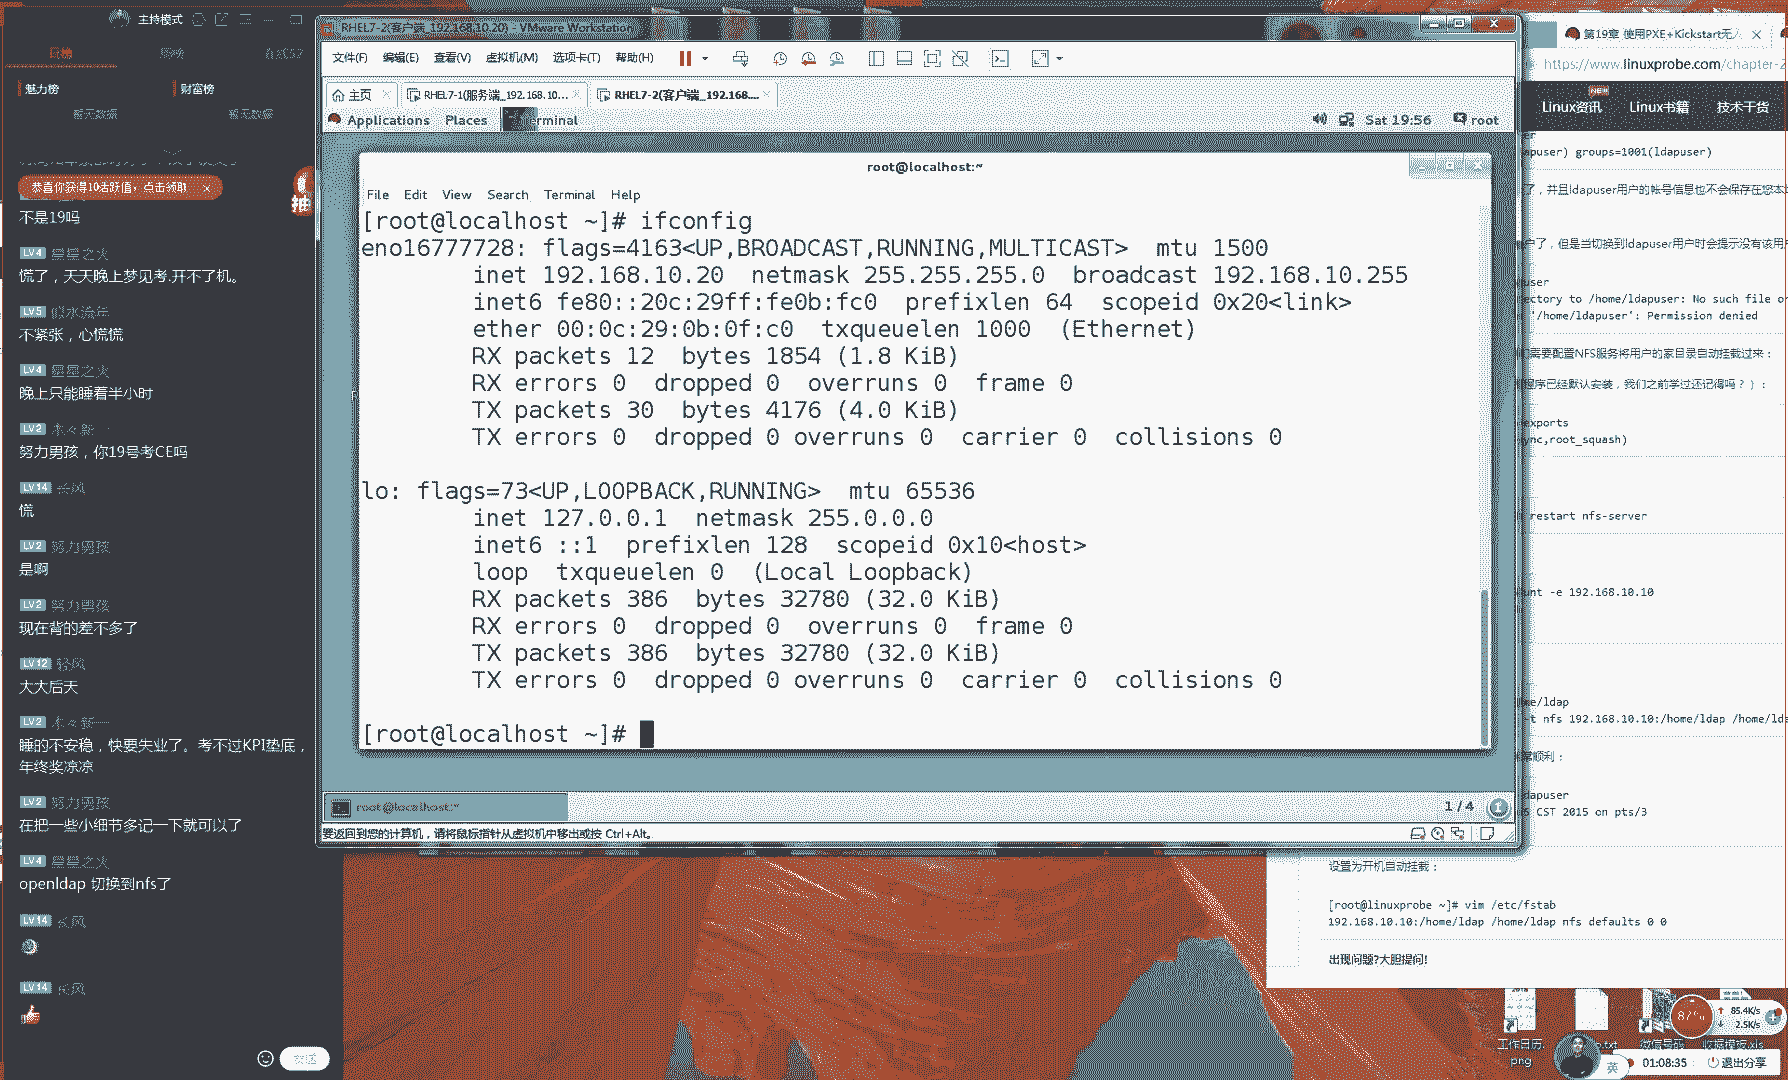 主持模式
魅力榜
财富榜
暂无数据
暂无数据
恭喜你获得10活跃值，点击领取 ×
不是19吗
LV4 星星之火
慌了，天天晚上梦见考.开不了机。
LV5 似水流年
不紧张，心慌慌
LV4 星星之火
晚上只能睡着半小时
LV2
努力男孩，你19号考CE吗
LV14 长风
慌
LV2 努力男孩
是啊
LV2 努力男孩
现在背的差不多了
LV12 轻风
大大后天
LV2
睡的不安稳，快要失业了。考不过KPI垫底，
年终奖凉凉
LV2 努力男孩
在把一些小细节多记一下就可以了
LV4 星星之火
openldap 切换到nfs了
LV14 长风
LV14 长风
发送
RHEL7-2(客户端_192.168.10.20) - VMware Workstation
文件(F) 编辑(E) 查看(V) 虚拟机(M) 选项卡(T) 帮助(H)
主页 RHEL7-1(服务端_192.168.10... RHEL7-2(客户端_192.168....
Applications Places Terminal Sat 19:56 root
root@localhost:~
File Edit View Search Terminal Help
[root@localhost ~]# ifconfig
eno16777728: flags=4163<UP,BROADCAST,RUNNING,MULTICAST>  mtu 1500
inet 192.168.10.20  netmask 255.255.255.0  broadcast 192.168.10.255
inet6 fe80::20c:29ff:fe0b:fc0  prefixlen 64  scopeid 0x20<link>
ether 00:0c:29:0b:0f:c0  txqueuelen 1000  (Ethernet)
RX packets 12  bytes 1854 (1.8 KiB)
RX errors 0  dropped 0  overruns 0  frame 0
TX packets 30  bytes 4176 (4.0 KiB)
TX errors 0  dropped 0 overruns 0  carrier 0  collisions 0
lo: flags=73<UP,LOOPBACK,RUNNING>  mtu 65536
inet 127.0.0.1  netmask 255.0.0.0
inet6 ::1  prefixlen 128  scopeid 0x10<host>
loop  txqueuelen 0  (Local Loopback)
RX packets 386  bytes 32780 (32.0 KiB)
RX errors 0  dropped 0  overruns 0  frame 0
TX packets 386  bytes 32780 (32.0 KiB)
TX errors 0  dropped 0 overruns 0  carrier 0  collisions 0
[root@localhost ~]#
root@localhost:~
1 / 4
要返回到您的计算机，请将鼠标指针从虚拟机中移出或按 Ctrl+Alt。
第19章 使用PXE+Kickstart无人
https://www.linuxprobe.com/chapter-2
NEW
Linux资讯 Linux书籍 技术干货
apuser) groups=1001(ldapuser)
了，并且ldapuser用户的帐号信息也不会保存在您本
户了，但是当切换到ldapuser用户时会提示没有该用户
user
ectory to /home/ldapuser: No such file o
'/home/ldapuser': Permission denied
需要配置NFS服务将用户的家目录自动挂载过来：
程序已经默认安装，我们之前学过还记得吗？）：
exports
ync,root_squash)
restart nfs-server
unt -e 192.168.10.10
me/ldap
-t nfs 192.168.10.10:/home/ldap /home/lda
常顺利：
dapuser
CST 2015 on pts/3
设置为开机自动挂载：
[root@linuxprobe ~]# vim /etc/fstab
192.168.10.10:/home/ldap /home/ldap nfs defaults 0 0
出现问题?大胆提问!
87%
85.4K/s
2.5K/s
工作日历.
png
.txt
微信号码
收据模板.xls
英
01:08:35
退出分享